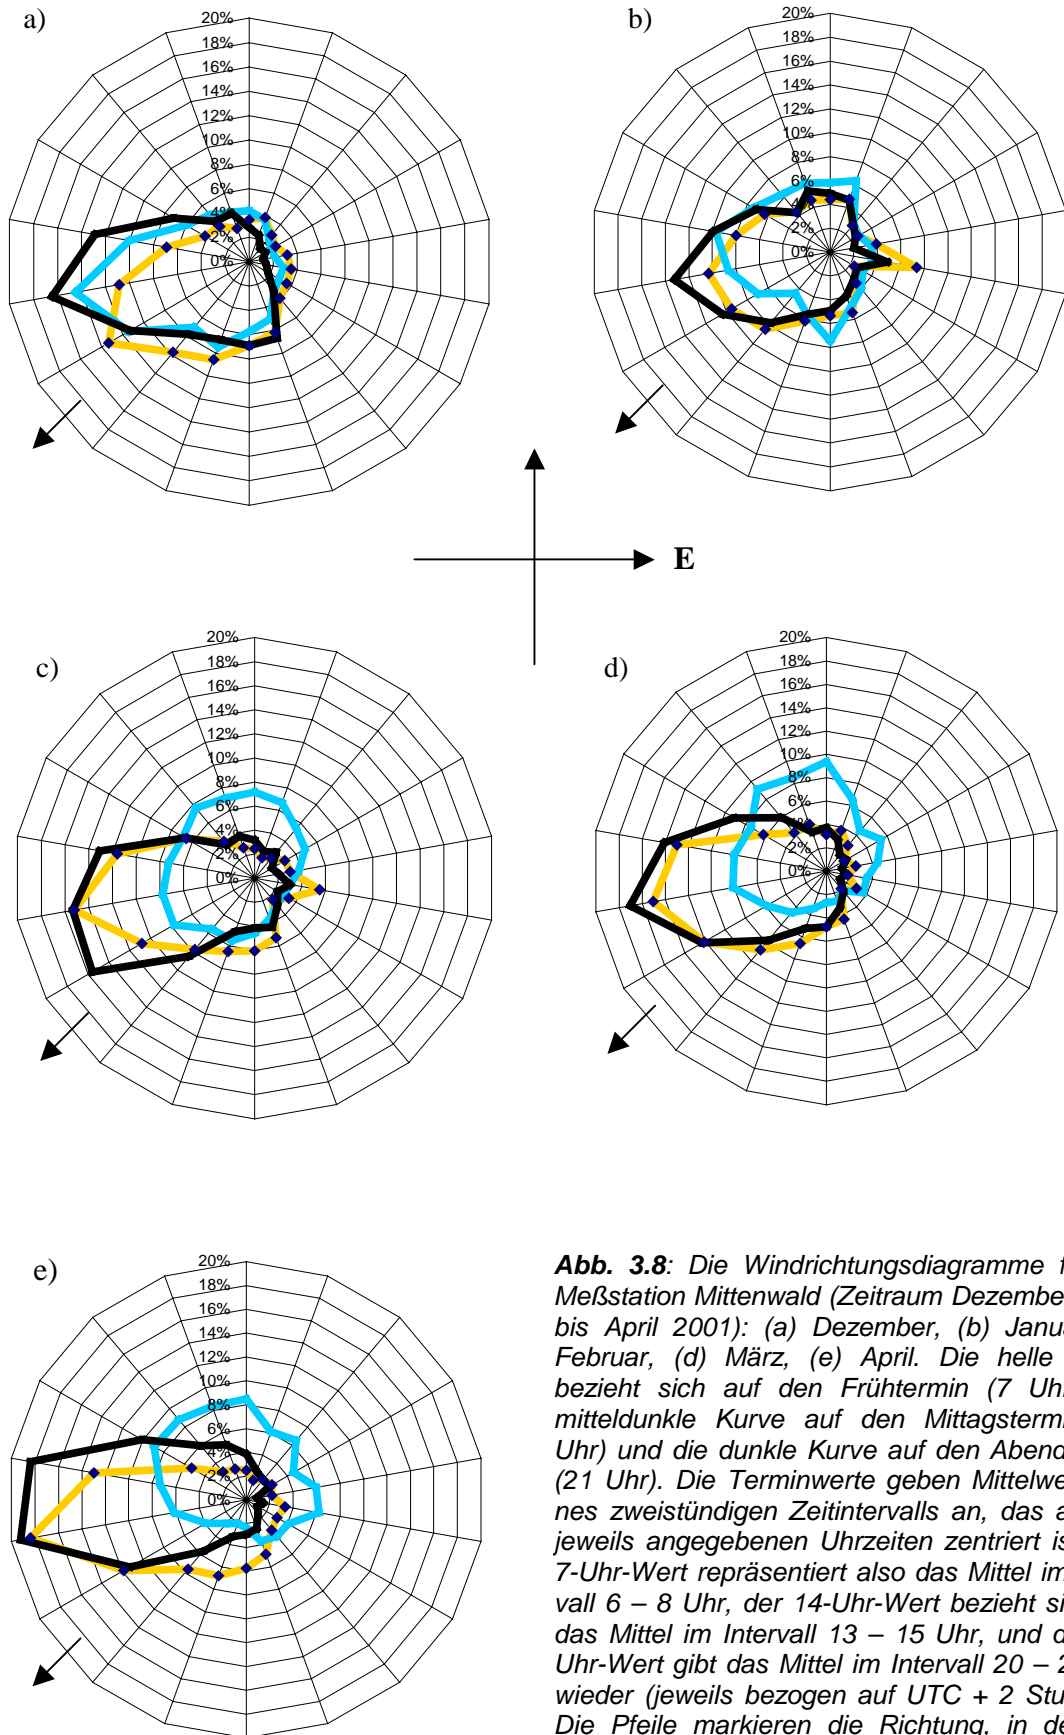 a)
20%
18%
16%
14%
12%
10%
8%
6%
4%
2%
0%
b)
20%
18%
16%
14%
12%
10%
8%
6%
4%
2%
0%
E
c)
20%
18%
16%
14%
12%
10%
8%
6%
4%
2%
0%
d)
20%
18%
16%
14%
12%
10%
8%
6%
4%
2%
0%
e)
20%
18%
16%
14%
12%
10%
8%
6%
4%
2%
0%
Abb. 3.8: Die Windrichtungsdiagramme f
Meßstation Mittenwald (Zeitraum Dezembe
bis April 2001): (a) Dezember, (b) Janua
Februar, (d) März, (e) April. Die helle
bezieht sich auf den Frühtermin (7 Uhr
mitteldunkle Kurve auf den Mittagstermi
Uhr) und die dunkle Kurve auf den Abend
(21 Uhr). Die Terminwerte geben Mittelwe
nes zweistündigen Zeitintervalls an, das a
jeweils angegebenen Uhrzeiten zentriert is
7-Uhr-Wert repräsentiert also das Mittel im
vall 6 – 8 Uhr, der 14-Uhr-Wert bezieht si
das Mittel im Intervall 13 – 15 Uhr, und d
Uhr-Wert gibt das Mittel im Intervall 20 – 2
wieder (jeweils bezogen auf UTC + 2 Stu
Die Pfeile markieren die Richtung, in de